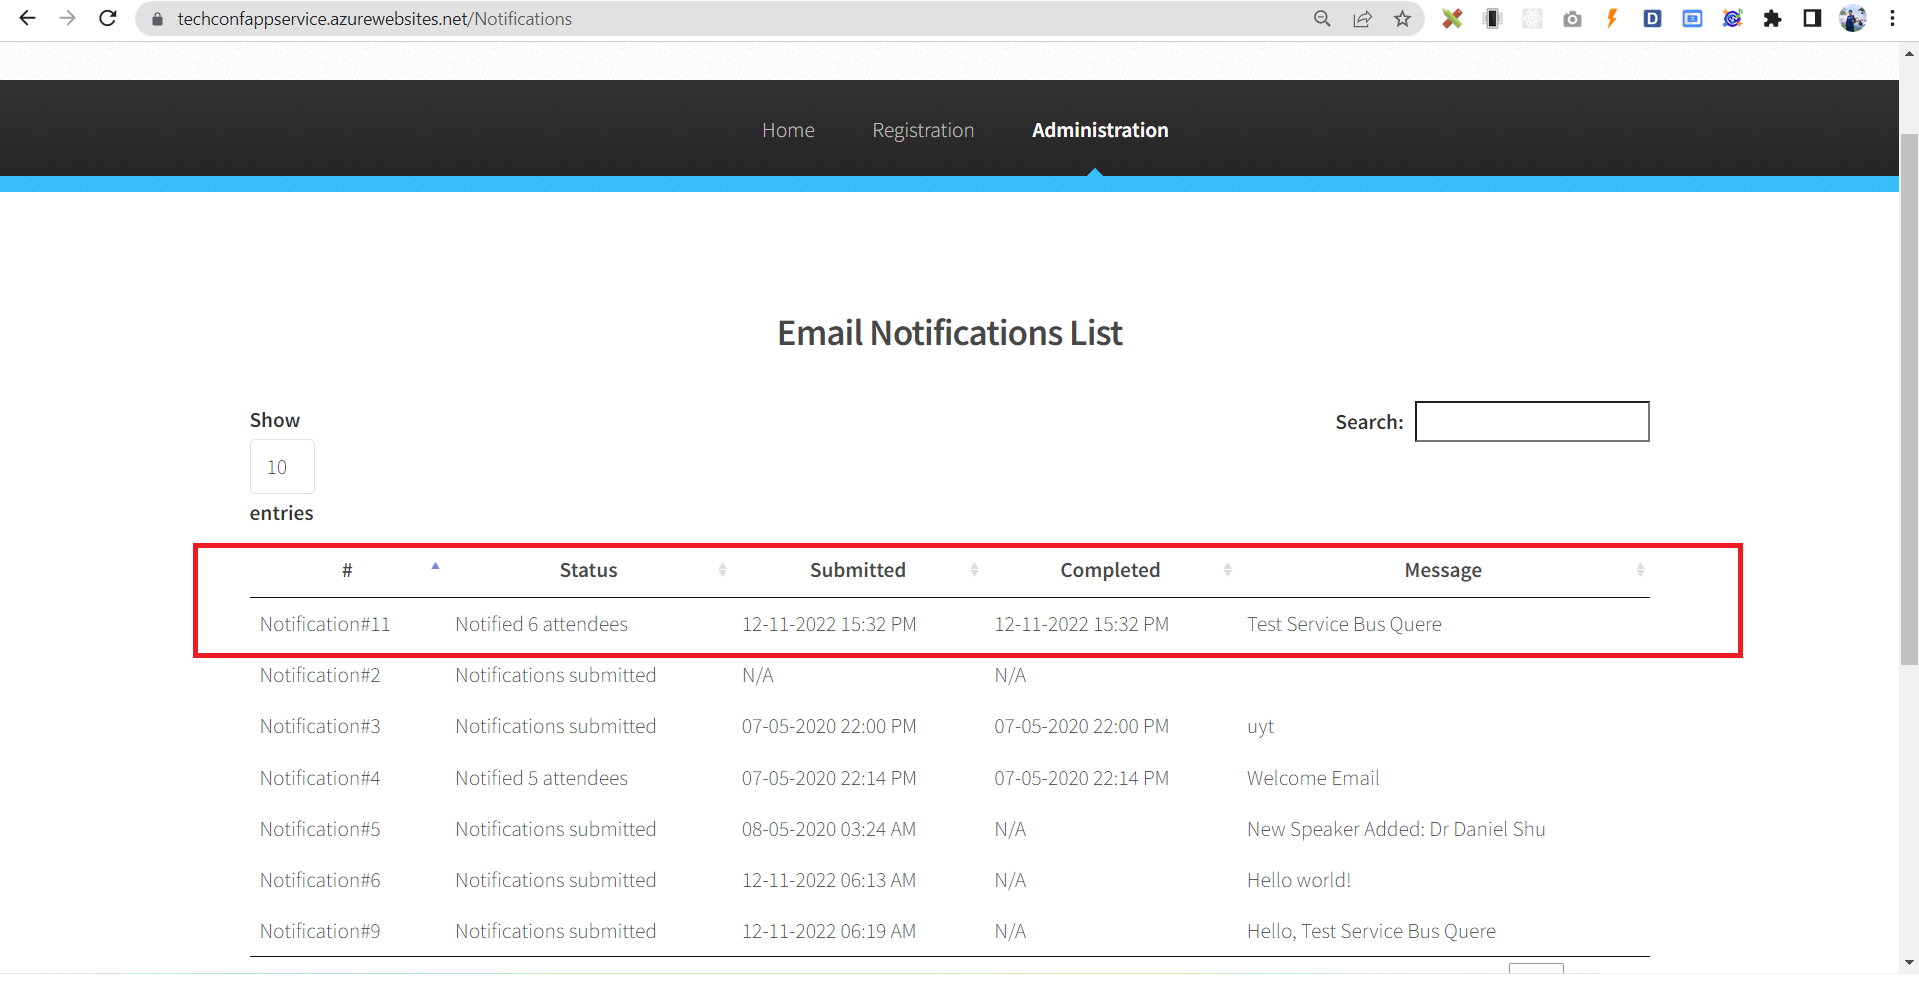 techconfappservice.azurewebsites.net/Notifications
Home Registration Administration
Email Notifications List
Show
10
entries
Search:
# Status Submitted Completed Message
Notification#11 Notified 6 attendees 12-11-2022 15:32 PM 12-11-2022 15:32 PM Test Service Bus Quere
Notification#2 Notifications submitted N/A N/A
Notification#3 Notifications submitted 07-05-2020 22:00 PM 07-05-2020 22:00 PM uyt
Notification#4 Notified 5 attendees 07-05-2020 22:14 PM 07-05-2020 22:14 PM Welcome Email
Notification#5 Notifications submitted 08-05-2020 03:24 AM N/A New Speaker Added: Dr Daniel Shu
Notification#6 Notifications submitted 12-11-2022 06:13 AM N/A Hello world!
Notification#9 Notifications submitted 12-11-2022 06:19 AM N/A Hello, Test Service Bus Quere